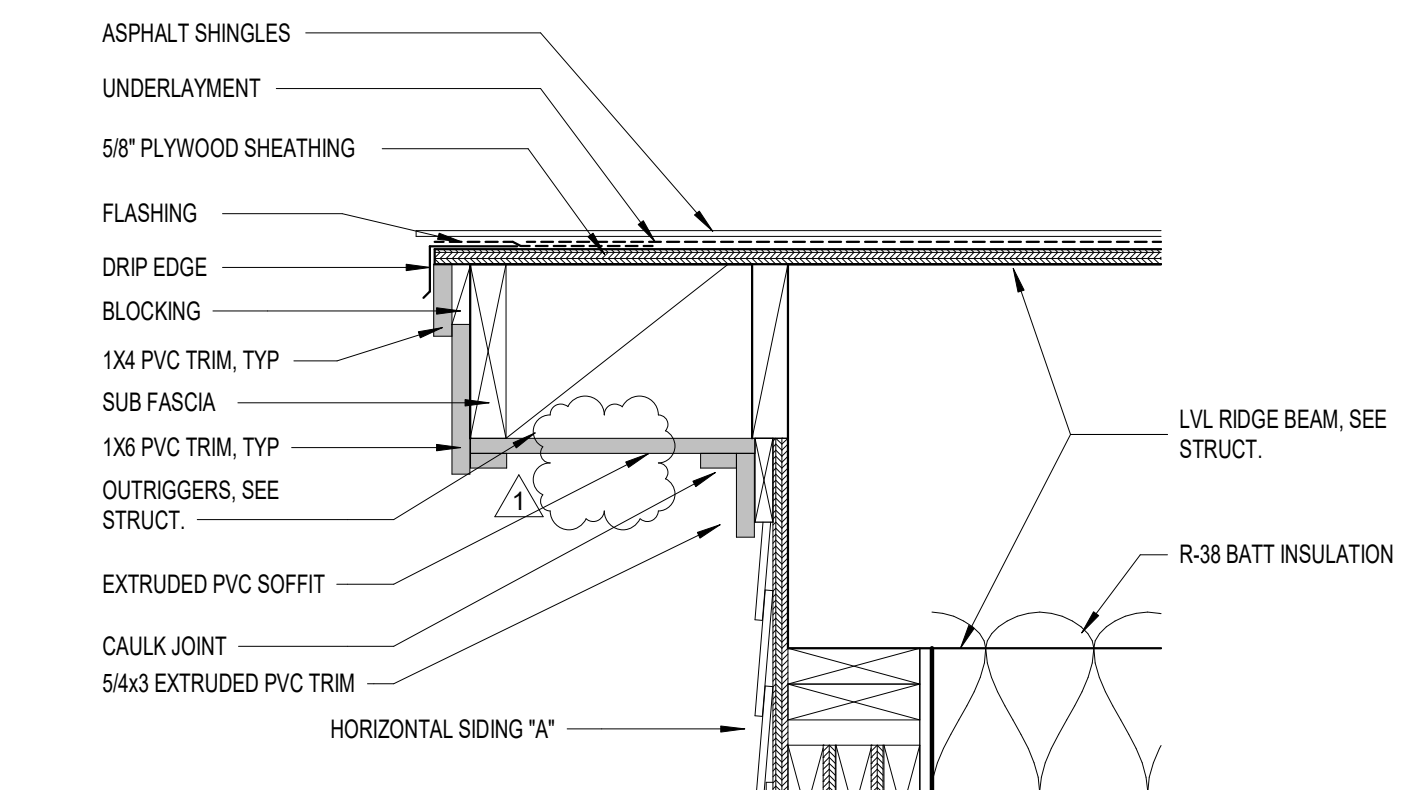 ASPHALT SHINGLES
UNDERLAYMENT
5/8" PLYWOOD SHEATHING
FLASHING
DRIP EDGE
BLOCKING
1X4 PVC TRIM, TYP
SUB FASCIA
1X6 PVC TRIM, TYP
OUTRIGGERS, SEE
STRUCT.
1
EXTRUDED PVC SOFFIT
CAULK JOINT
5/4x3 EXTRUDED PVC TRIM
HORIZONTAL SIDING "A"
LVL RIDGE BEAM, SEE
STRUCT.
R-38 BATT INSULATION